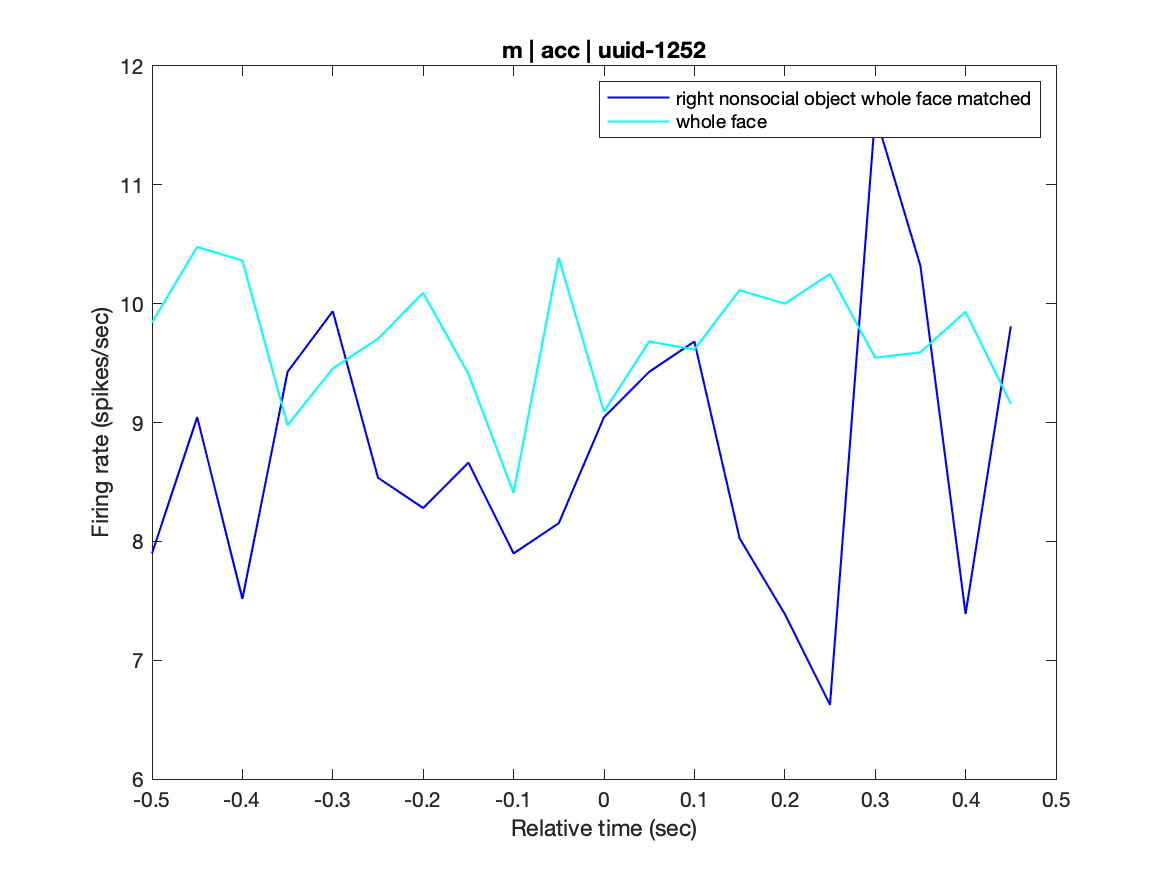 m | acc | uuid-1252
right nonsocial object whole face matched
whole face
12
11
10
9
8
7
6
Firing rate (spikes/sec)
-0.5 -0.4 -0.3 -0.2 -0.1 0 0.1 0.2 0.3 0.4 0.5
Relative time (sec)